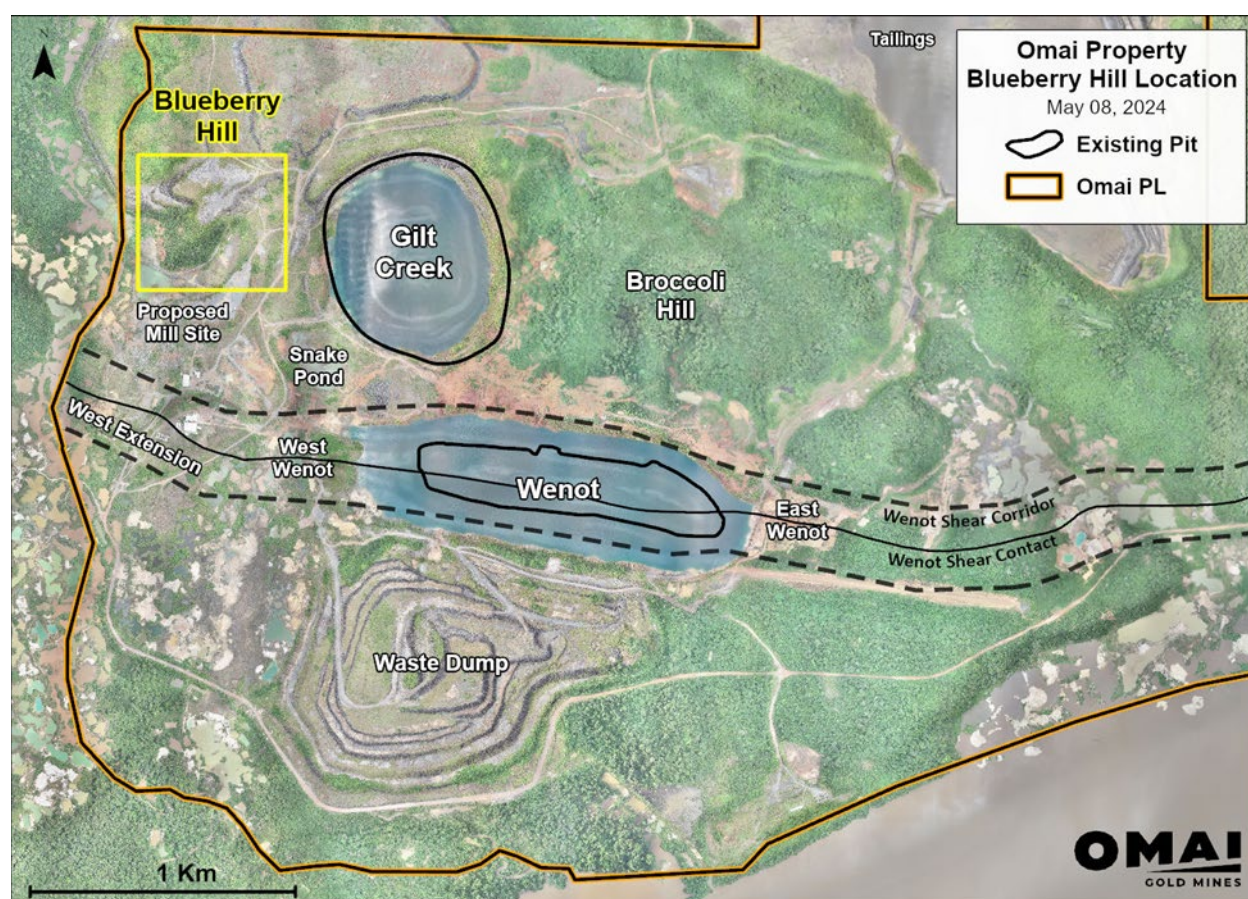 Tailings
Omai Property
Blueberry Hill Location
May 08, 2024
Existing Pit
Omai PL
N
Blueberry
Hill
Gilt
Creek
Broccoli
Hill
Proposed
Mill Site
Snake
Pond
West Extension
West
Wenot
Wenot
East
Wenot
Wenot Shear Corridor
Wenot Shear Contact
Waste Dump
1 Km
OMAI
GOLD MINES